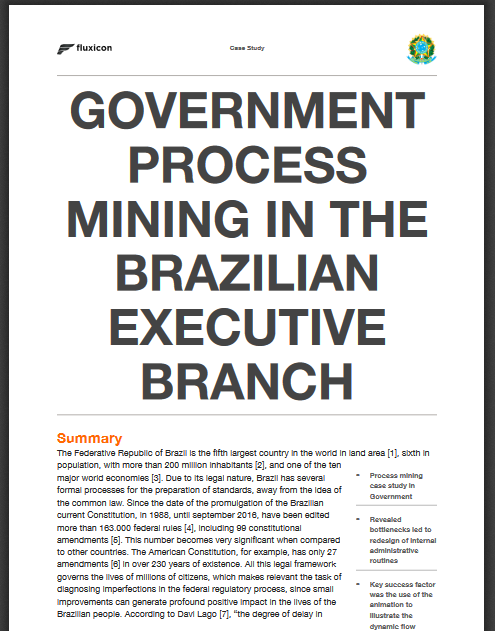 fluxicon
Case Study
GOVERNMENT
PROCESS
MINING IN THE
BRAZILIAN
EXECUTIVE
BRANCH
Summary
The Federative Republic of Brazil is the fifth largest country in the world in land area [1], sixth in
population, with more than 200 million inhabitants [2], and one of the ten
major world economies [3]. Due to its legal nature, Brazil has several
formal processes for the preparation of standards, away from the idea of
the common law. Since the date of the promulgation of the Brazilian
current Constitution, in 1988, until september 2016, have been edited
more than 163.000 federal rules [4], including 99 constitutional
amendments [5]. This number becomes very significant when compared
to other countries. The American Constitution, for example, has only 27
amendments [6] in over 230 years of existence. All this legal framework
governs the lives of millions of citizens, which makes relevant the task of
diagnosing imperfections in the federal regulatory process, since small
improvements can generate profound positive impact in the lives of the
Brazilian people. According to Davi Lago [7], "the degree of delay in
- Process mining
case study in
Government
- Revealed
bottlenecks led to
redesign of internal
administrative
routines
- Key success factor
was the use of the
animation to
illustrate the
dynamic flow